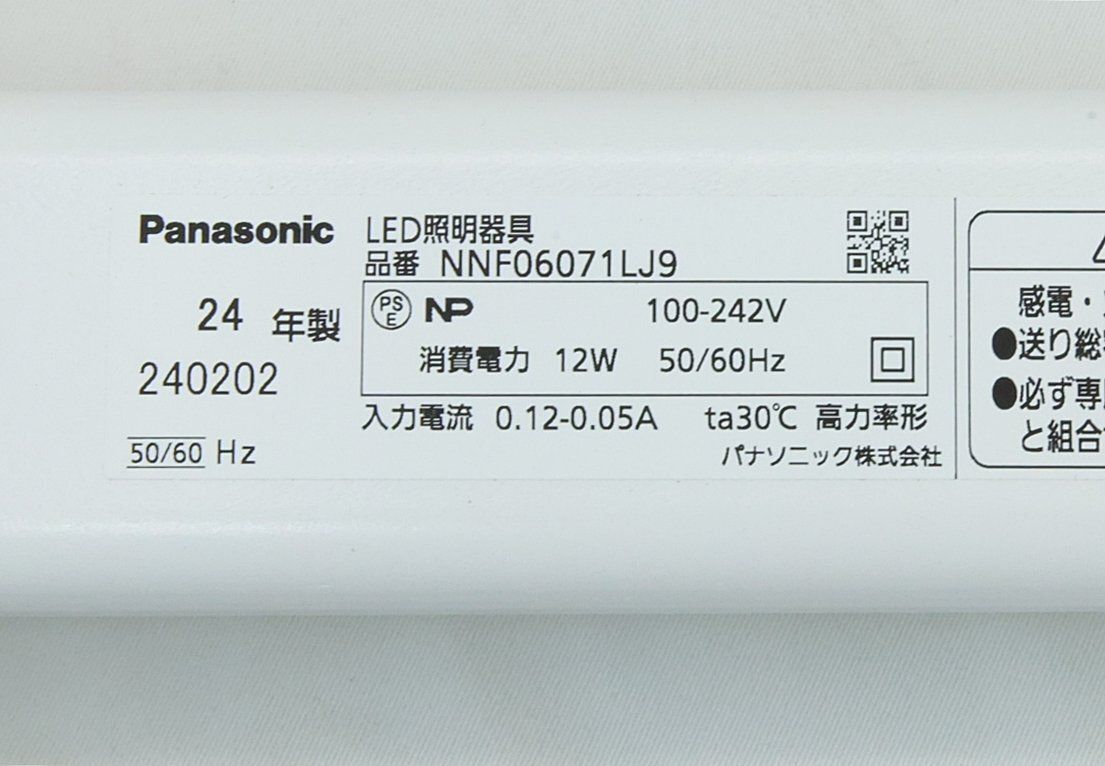 Panasonic
LED照明器具
品番 NNF06071LJ9
24 年製
240202
50/60 Hz
PS E NP 100-242V
消費電力 12W 50/60Hz
入力電流 0.12-0.05A ta30℃ 高力率形
パナソニック株式会社
感電・
●送り総
●必ず専
と組合